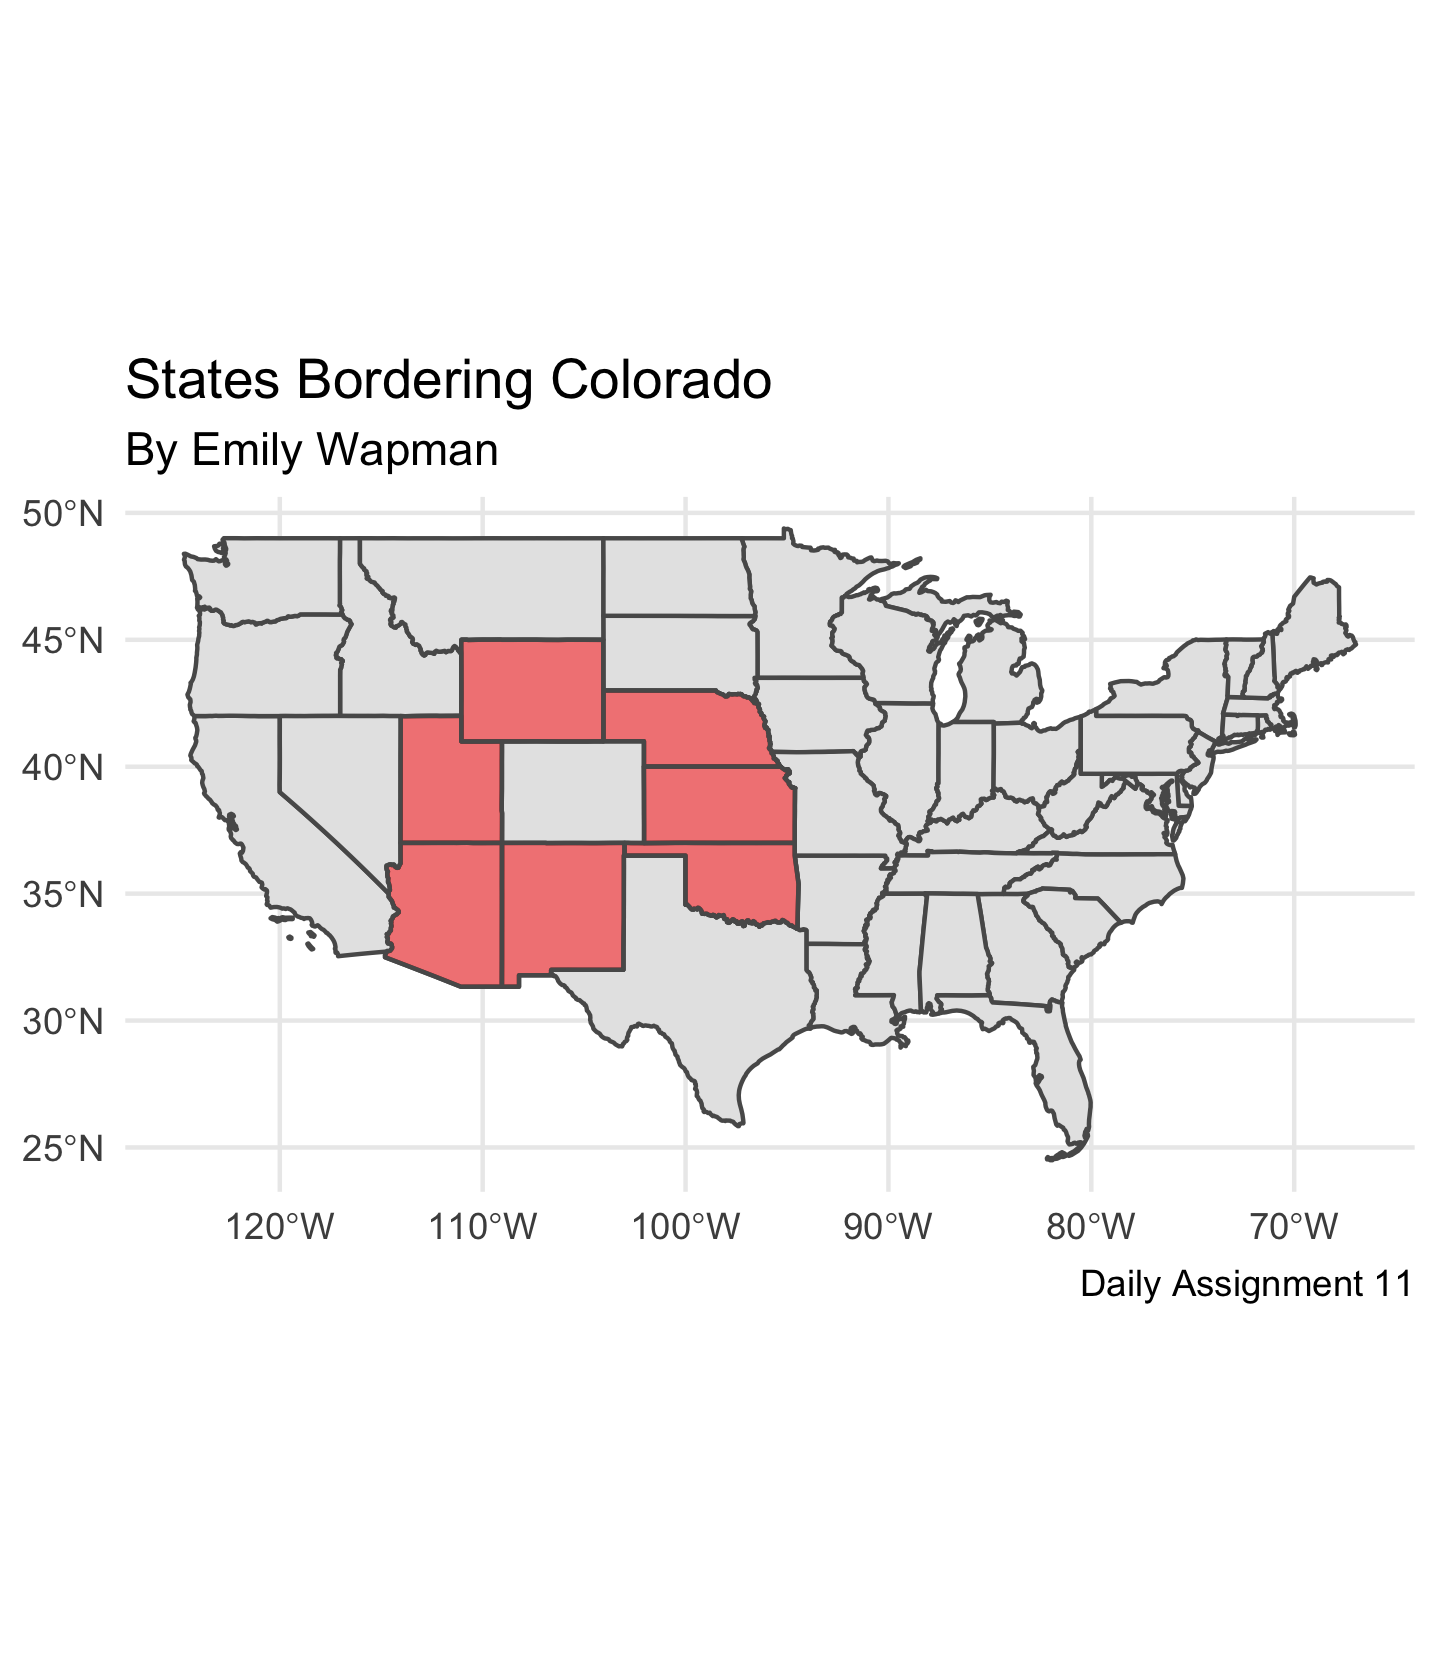 States Bordering Colorado
By Emily Wapman
50°N
45°N
40°N
35°N
30°N
25°N
120°W 110°W 100°W 90°W 80°W 70°W
Daily Assignment 11